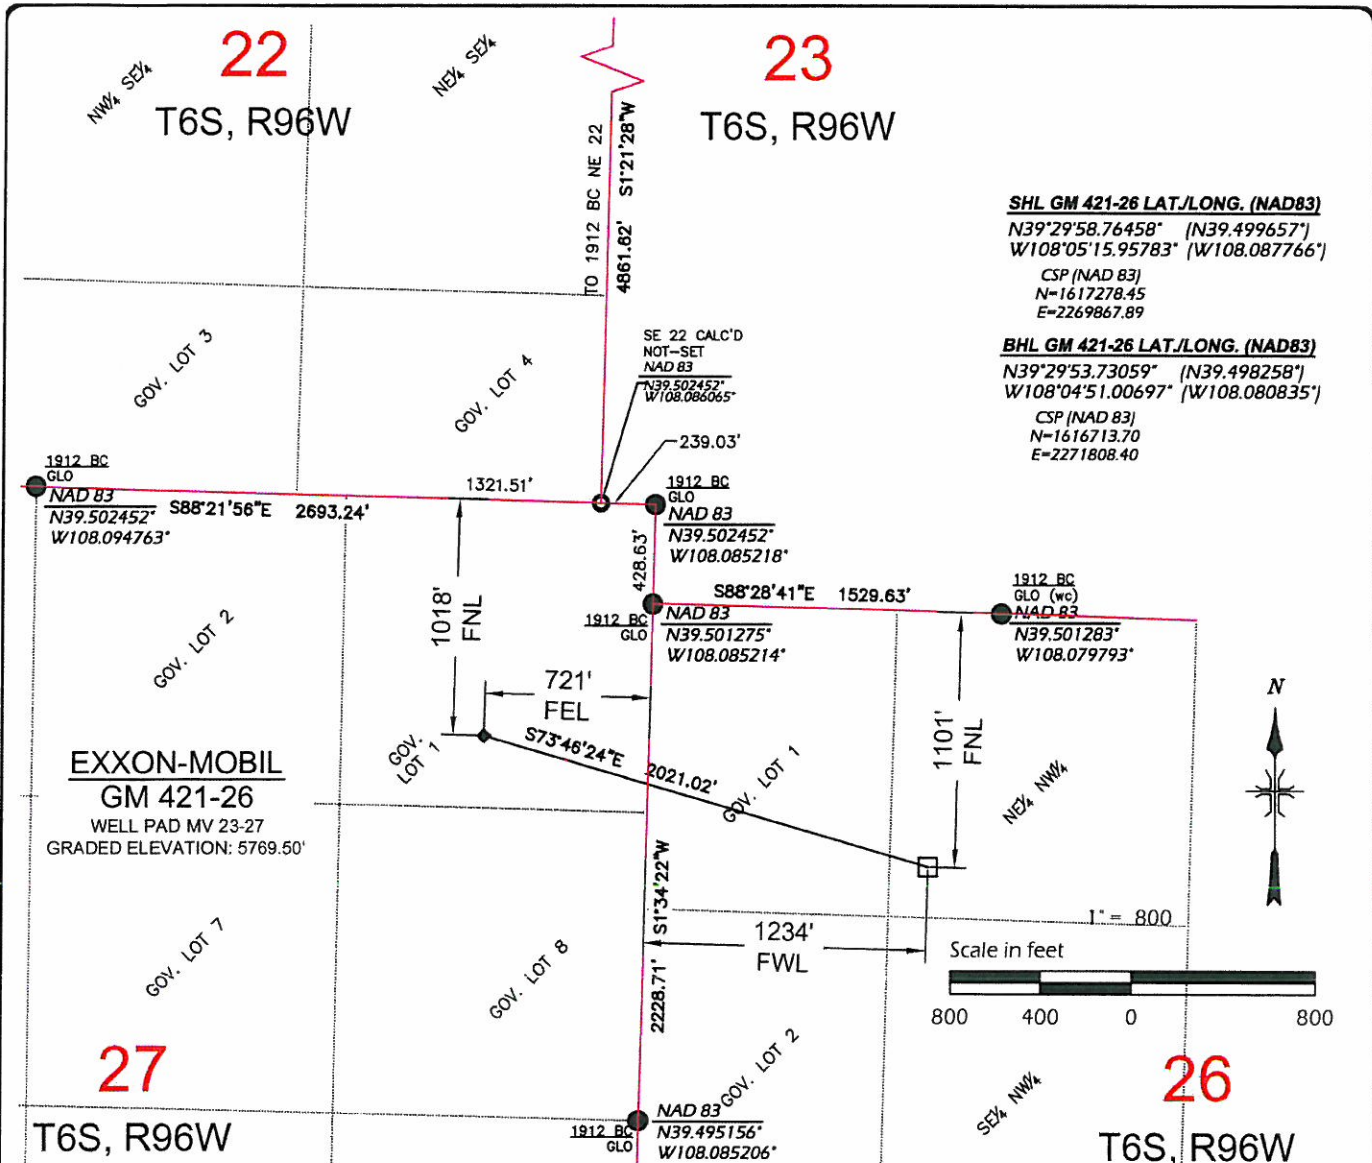 22
T6S, R96W
NW¼ SE¼
NE¼ SE¼
23
T6S, R96W
TO 1912 BC NE 22
4861.62' S1°21'28"W
SHL GM 421-26 LAT./LONG. (NAD83)
N39°29'58.76458" (N39.499657°)
W108°05'15.95783" (W108.087766°)
CSP (NAD 83)
N=1617278.45
E=2269867.89
BHL GM 421-26 LAT./LONG. (NAD83)
N39°29'53.73059" (N39.498258°)
W108°04'51.00697" (W108.080835°)
CSP (NAD 83)
N=1616713.70
E=2271808.40
GOV. LOT 3
GOV. LOT 4
SE 22 CALC'D
NOT-SET
NAD 83
N39.502452°
W108.086065°
239.03'
1912 BC
GLO
NAD 83
N39.502452°
W108.094763°
S88°21'56"E 2693.24'
1321.51'
1912 BC
GLO
NAD 83
N39.502452°
W108.085218°
428.63'
S88°28'41"E 1529.63'
1912 BC
GLO
NAD 83
N39.501275°
W108.085214°
1912 BC
GLO (wc)
NAD 83
N39.501283°
W108.079793°
1018'
FNL
GOV. LOT 2
721'
FEL
S73°46'24"E 2021.02'
GOV.
LOT 1
GOV. LOT 1
1101'
FNL
NE¼ NW¼
N
EXXON-MOBIL
GM 421-26
WELL PAD MV 23-27
GRADED ELEVATION: 5769.50'
2228.71' S1°34'22"W
1234'
FWL
1" = 800
Scale in feet
800 400 0 800
GOV. LOT 7
GOV. LOT 8
GOV. LOT 2
SE¼ NW¼
27
T6S, R96W
1912 BC
GLO
NAD 83
N39.495156°
W108.085206°
26
T6S, R96W